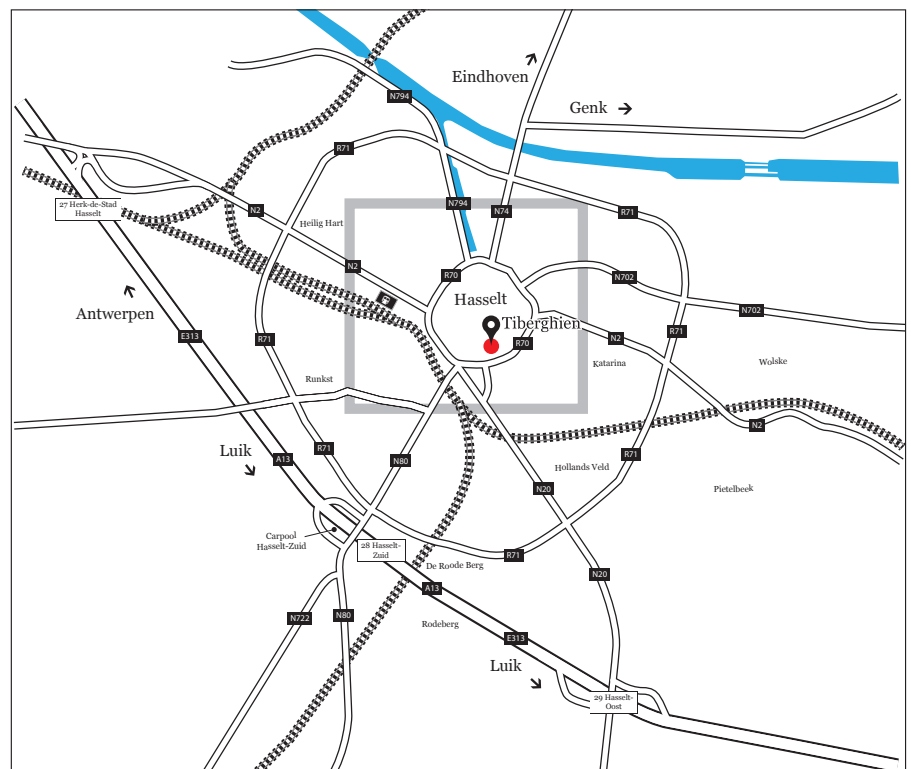 Eindhoven
N794
Genk
R71
27 Herk-de-Stad
Hasselt
N2
N794
N74
R71
Heilig Hart
N2
R70
N702
Hasselt
Antwerpen
N702
Tiberghien
E313
R71
R70
N2
R71
Katarina
Wolske
Runkst
N2
Luik
R71
A13
N80
R71
Hollands Veld
N20
Pietelbeek
Carpool
Hasselt-Zuid
28 Hasselt-
Zuid
R71
De Roode Berg
N20
A13
N722
N80
Rodeberg
E313
Luik
29 Hasselt-
Oost